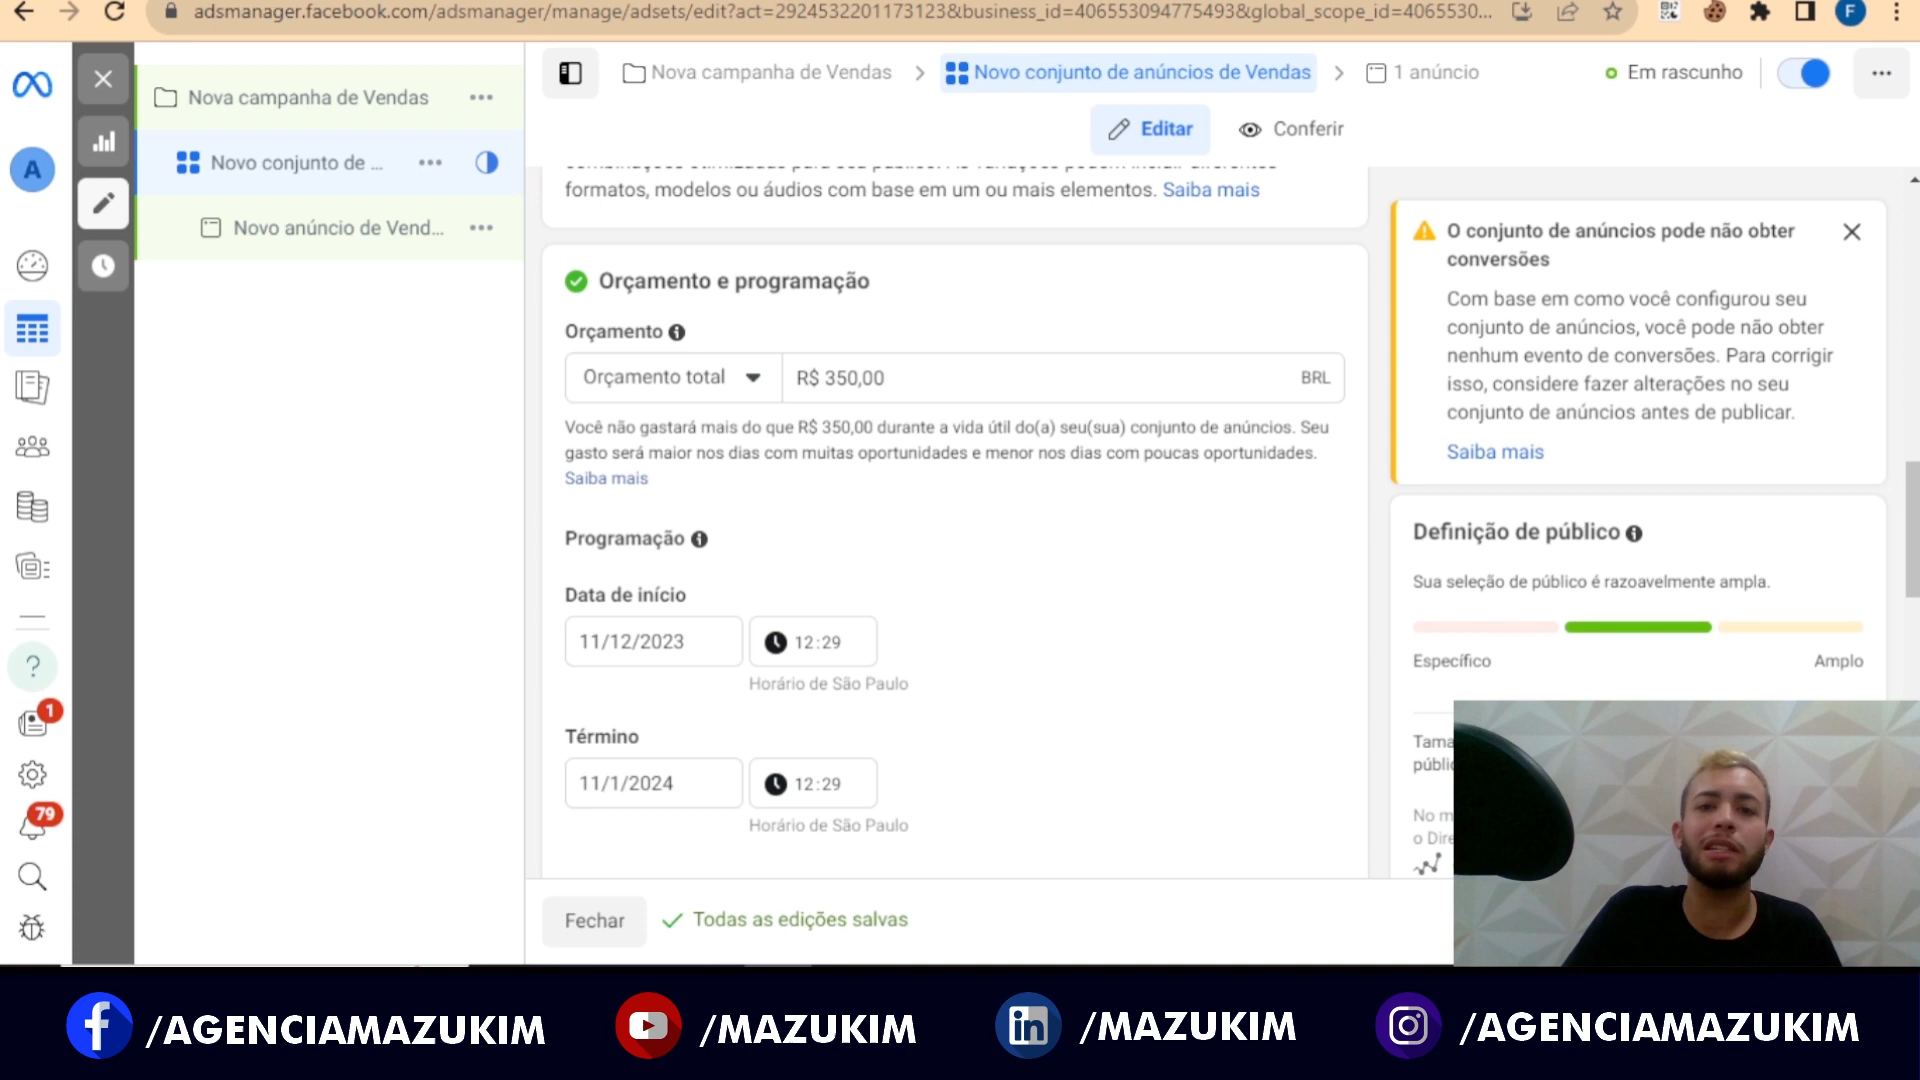 adsmanager.facebook.com/adsmanager/manage/adsets/edit?act=2924532201173123&business_id=406553094775493&global_scope_id=4065530...
F
Nova campanha de Vendas
Novo conjunto de anúncios de Vendas
1 anúncio
Em rascunho
Editar
Conferir
A
Nova campanha de Vendas
Novo conjunto de ...
Novo anúncio de Vend...
1
79
formatos, modelos ou áudios com base em um ou mais elementos. Saiba mais
Orçamento e programação
Orçamento
Orçamento total
R$ 350,00
BRL
Você não gastará mais do que R$ 350,00 durante a vida útil do(a) seu(sua) conjunto de anúncios. Seu
gasto será maior nos dias com muitas oportunidades e menor nos dias com poucas oportunidades.
Saiba mais
Programação
Data de início
11/12/2023
12:29
Horário de São Paulo
Término
11/1/2024
12:29
Horário de São Paulo
Fechar
Todas as edições salvas
O conjunto de anúncios pode não obter
conversões
Com base em como você configurou seu
conjunto de anúncios, você pode não obter
nenhum evento de conversões. Para corrigir
isso, considere fazer alterações no seu
conjunto de anúncios antes de publicar.
Saiba mais
Definição de público
Sua seleção de público é razoavelmente ampla.
Específico
Amplo
Tama
públic
No m
o Dire
/AGENCIAMAZUKIM
/MAZUKIM
in
/MAZUKIM
/AGENCIAMAZUKIM